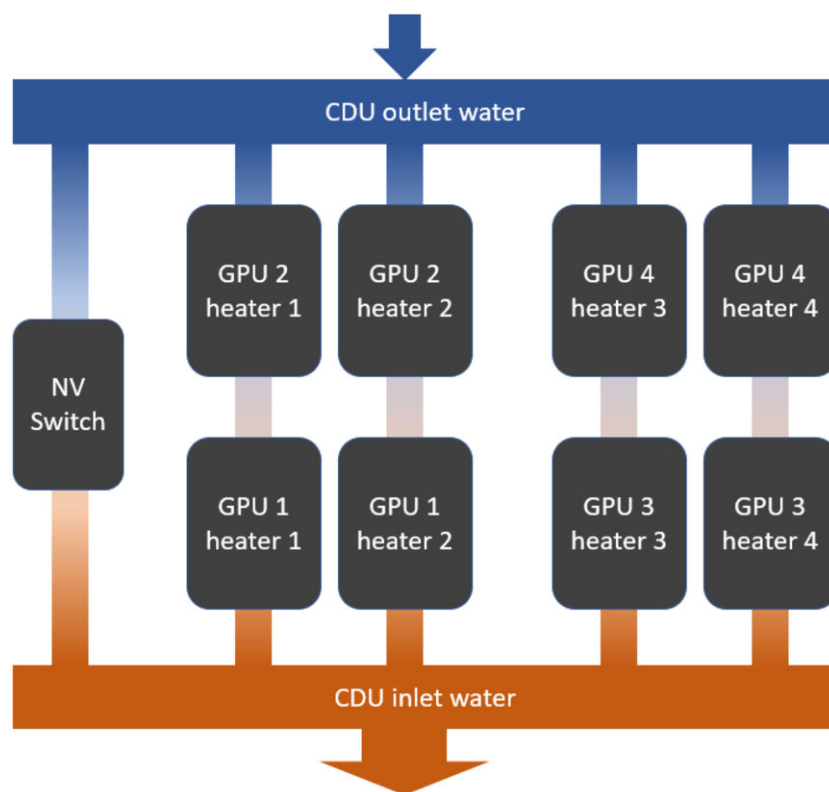 CDU outlet water
GPU 2
heater 1
GPU 2
heater 2
GPU 4
heater 3
GPU 4
heater 4
NV
Switch
GPU 1
heater 1
GPU 1
heater 2
GPU 3
heater 3
GPU 3
heater 4
CDU inlet water